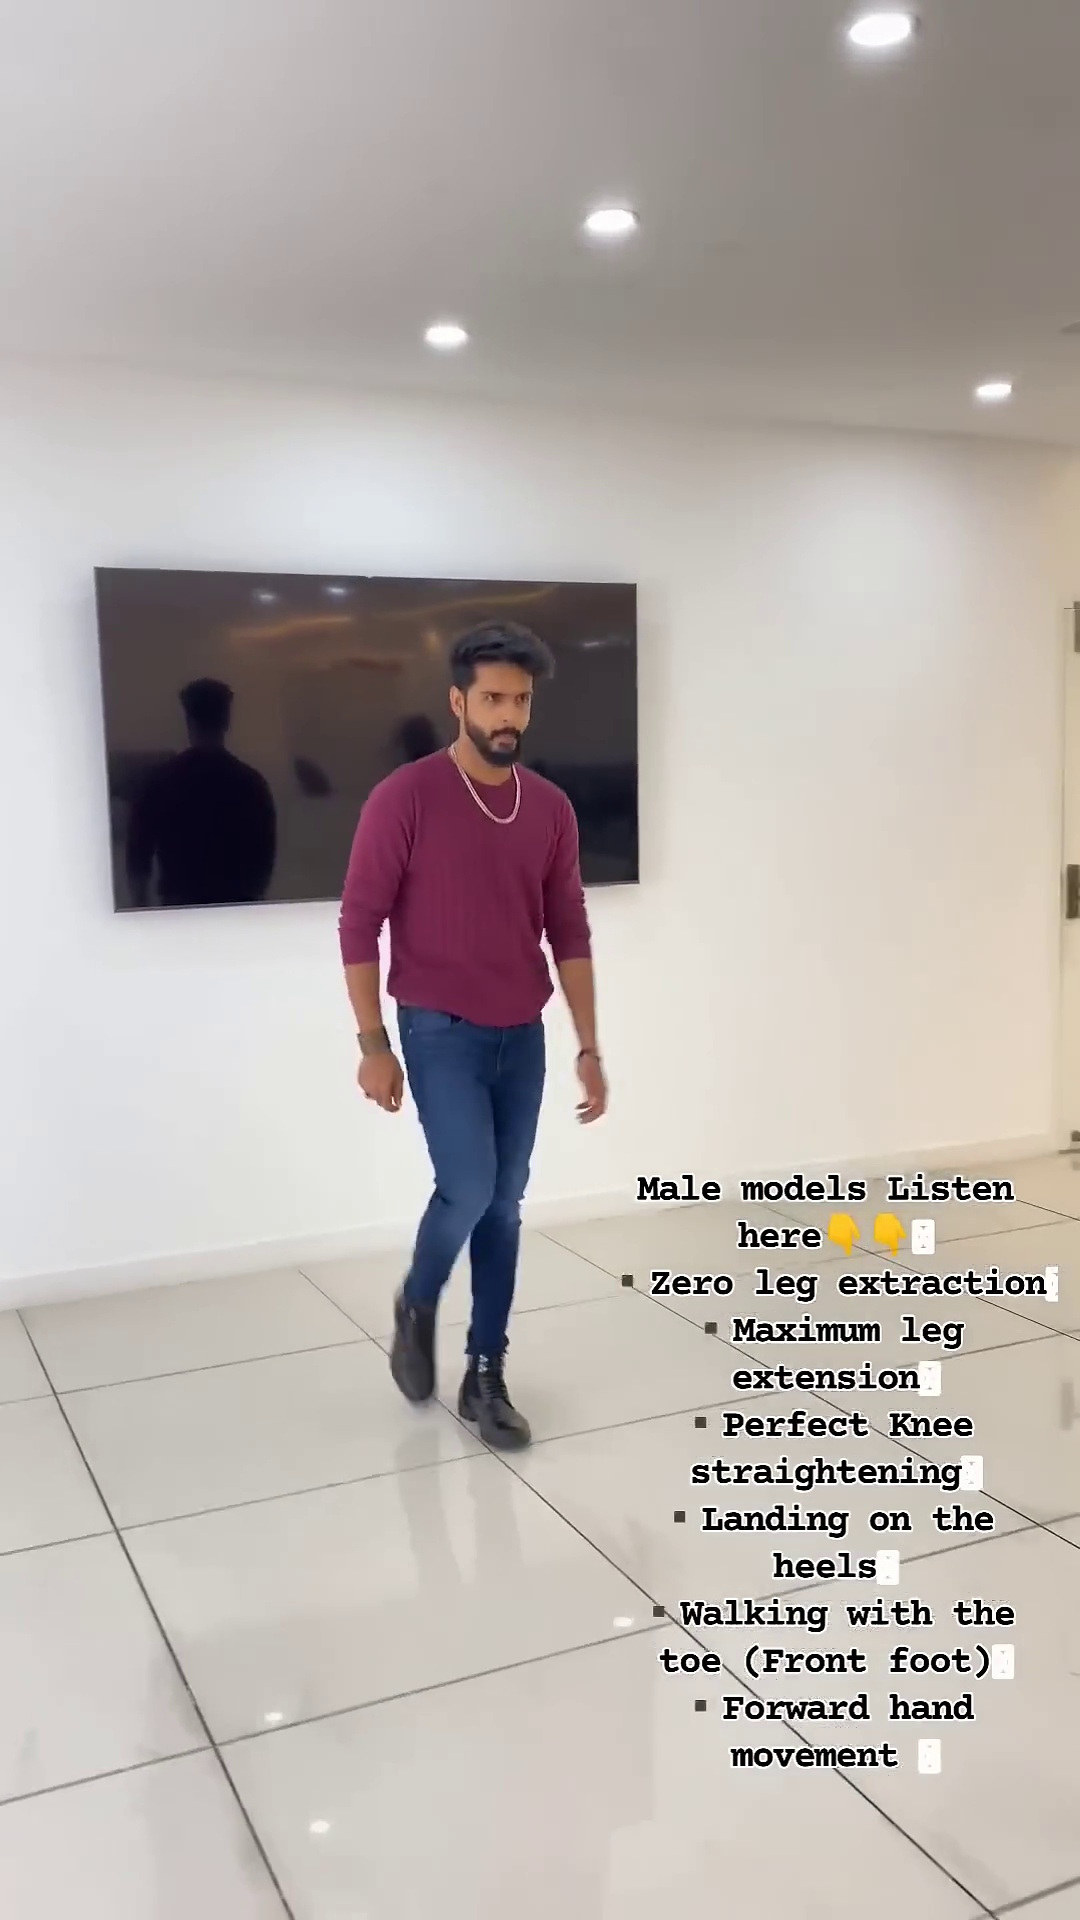 Male models Listen
here👇👇
▪ Zero leg extraction
▪ Maximum leg
extension
▪ Perfect Knee
straightening
▪ Landing on the
heels
▪ Walking with the
toe (Front foot)
▪ Forward hand
movement